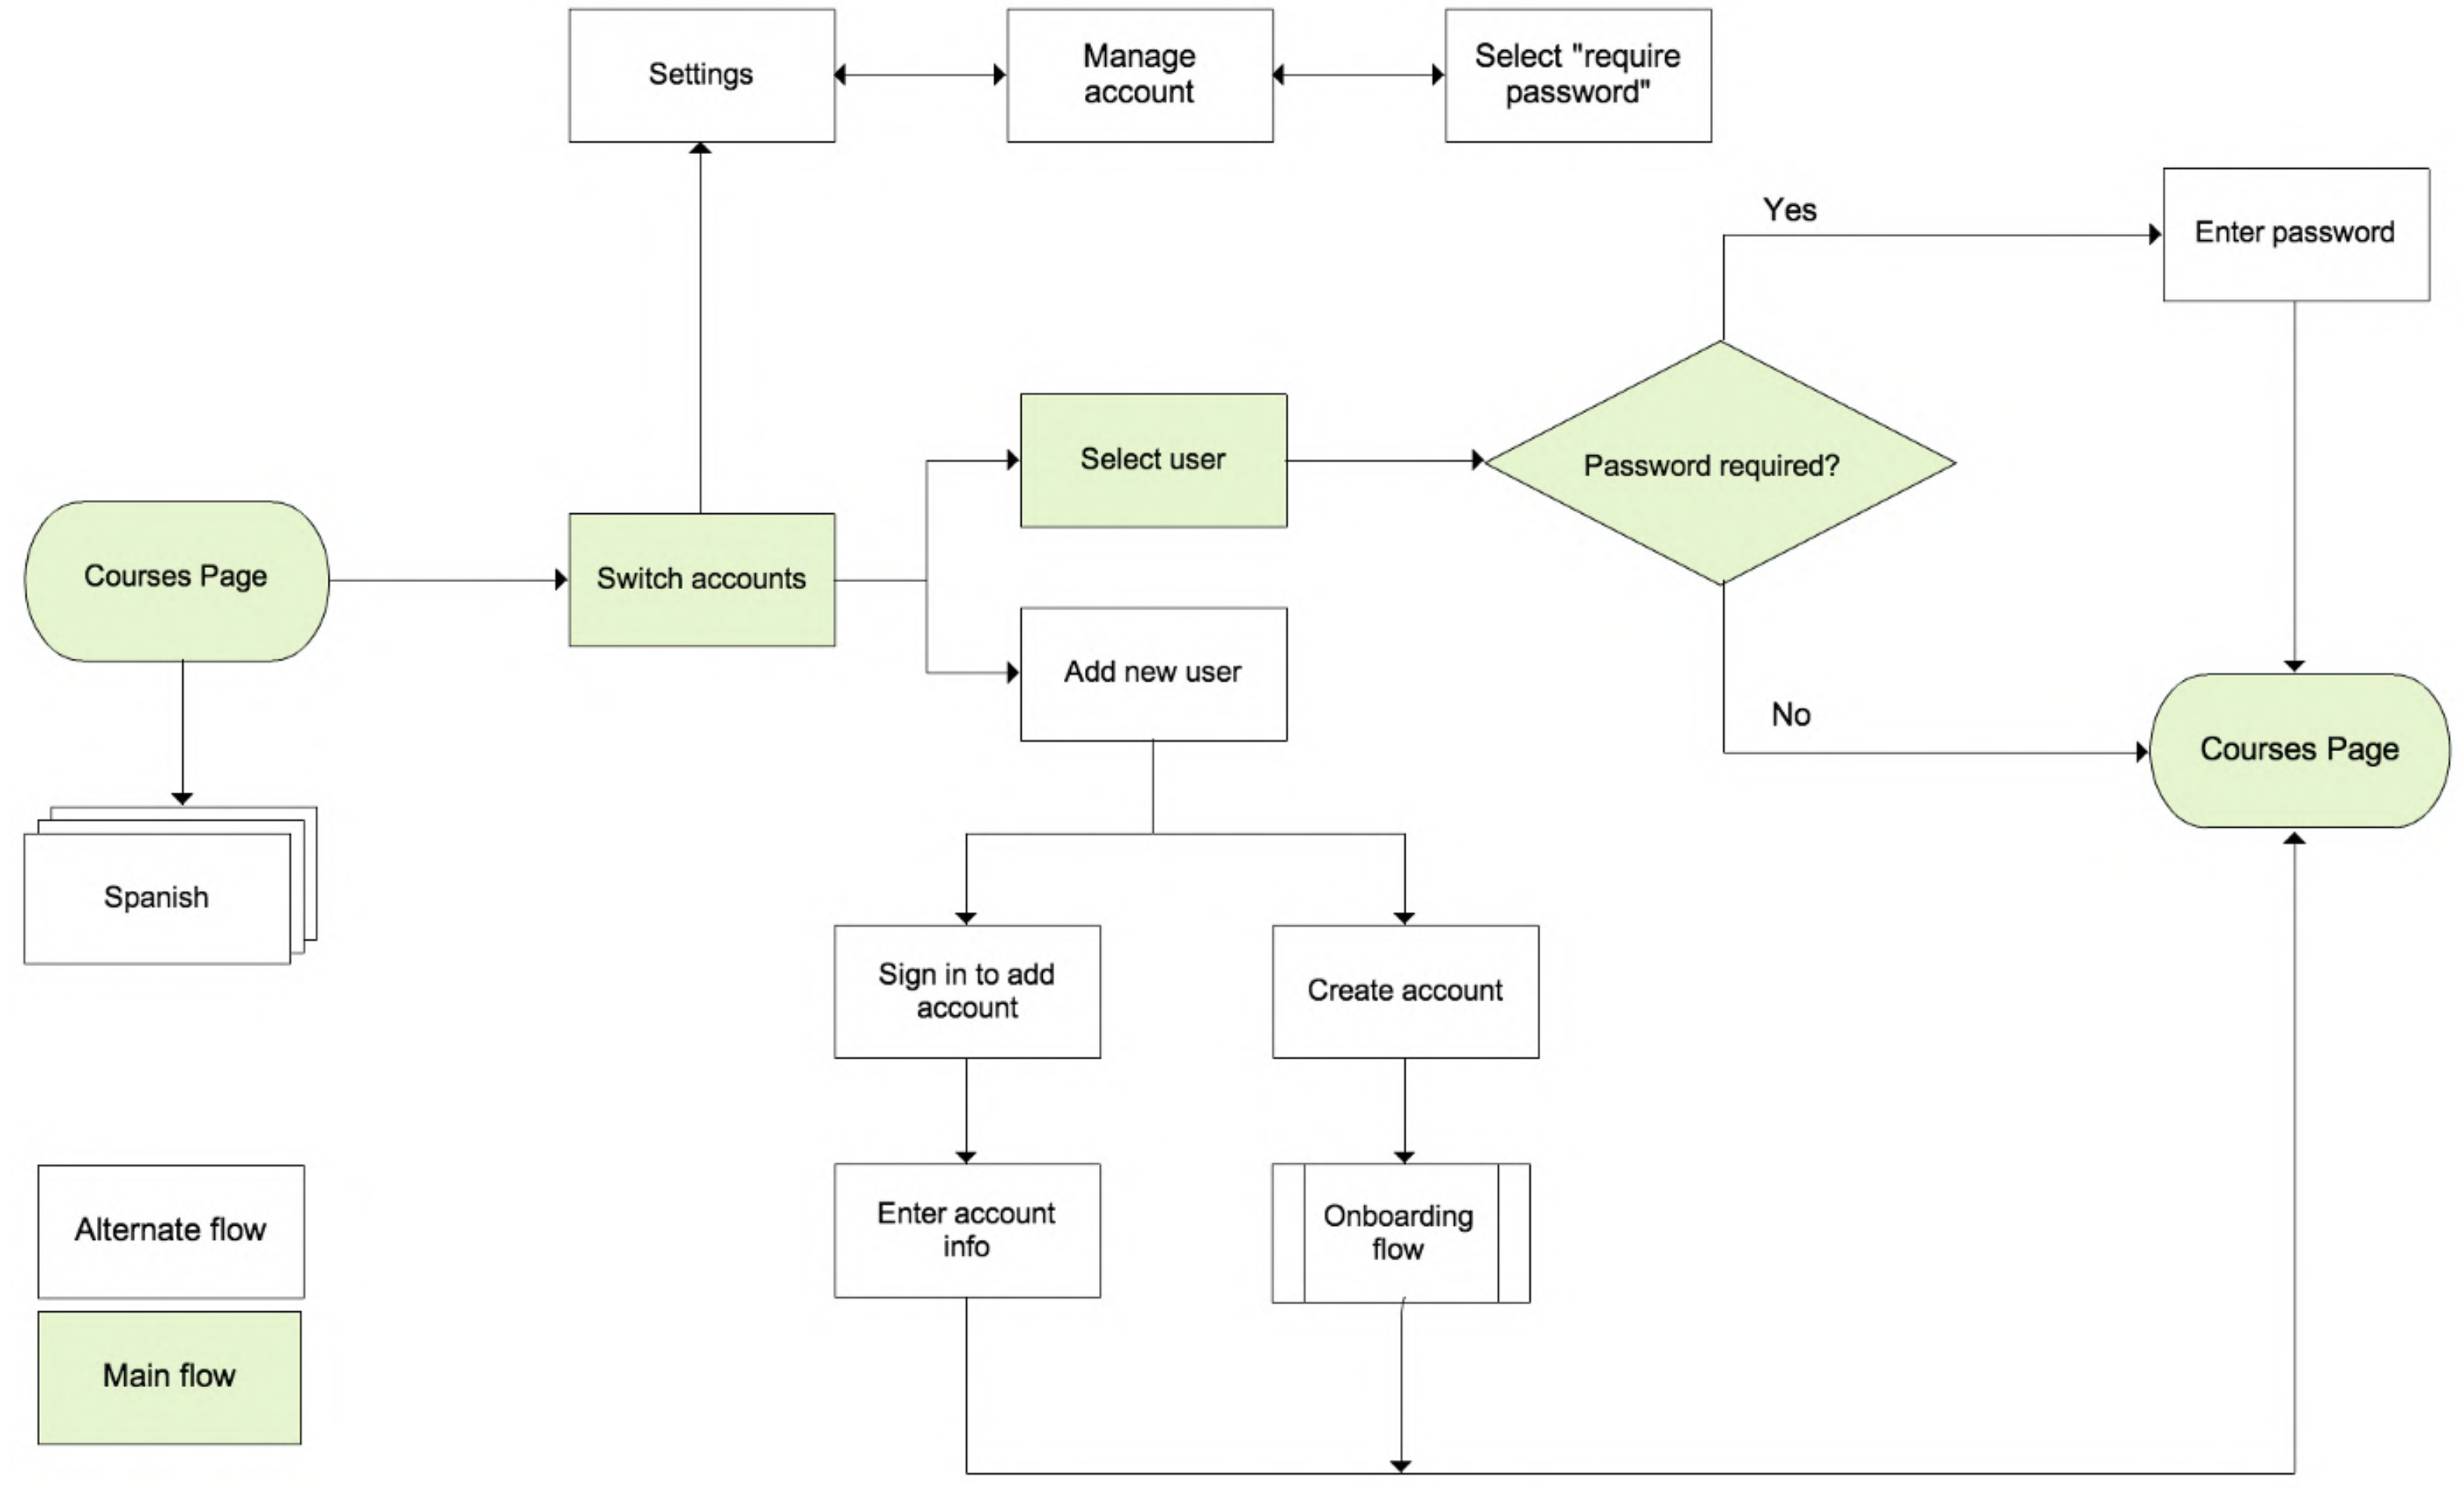 Settings
Manage
account
Select "require
password"
Yes
Enter password
Select user
Password required?
Courses Page
Switch accounts
Add new user
No
Courses Page
Spanish
Sign in to add
account
Create account
Enter account
info
Onboarding
flow
Alternate flow
Main flow